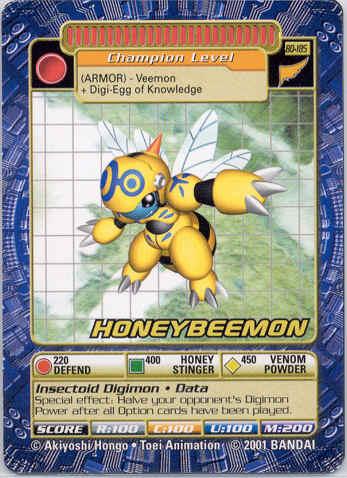 Champion Level
BO-185
(ARMOR) - Veemon
+ Digi-Egg of Knowledge
HONEYBEEMON
220 DEFEND
400 HONEY STINGER
450 VENOM POWDER
Insectoid Digimon • Data
Special effect: Halve your opponent's Digimon
Power after all Option cards have been played.
SCORE R:100 C:100 U:100 M:200
© Akiyoshi/Hongo • Toei Animation © 2001 BANDAI